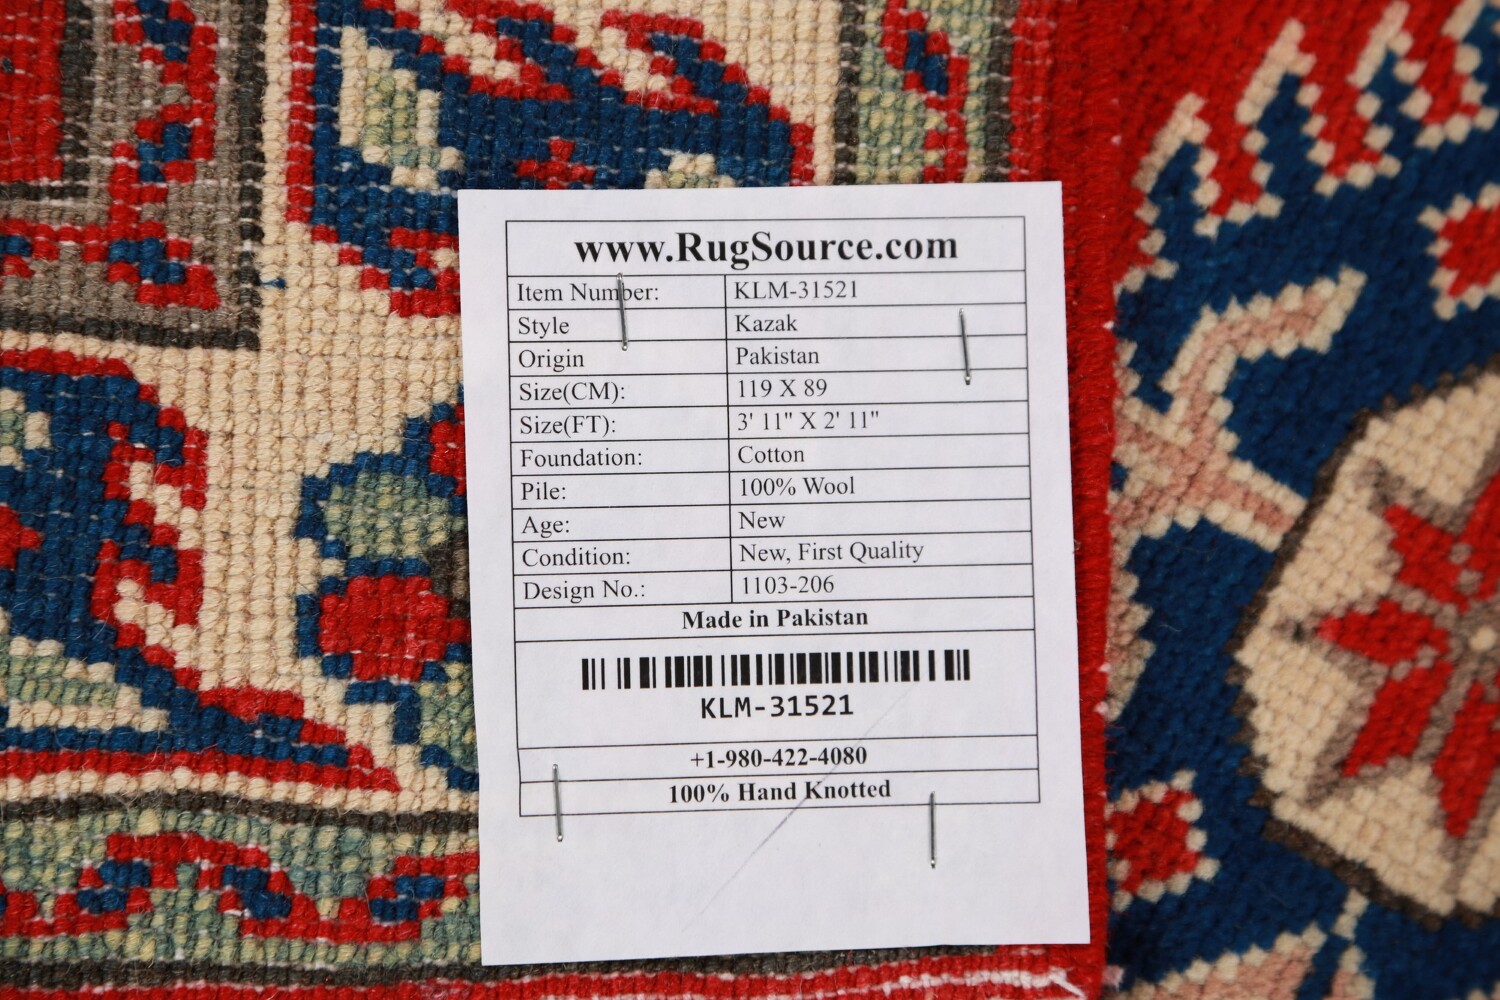 www.RugSource.com
Item Number: KLM-31521
Style Kazak
Origin Pakistan
Size(CM): 119 X 89
Size(FT): 3' 11" X 2' 11"
Foundation: Cotton
Pile: 100% Wool
Age: New
Condition: New, First Quality
Design No.: 1103-206
Made in Pakistan
KLM-31521
+1-980-422-4080
100% Hand Knotted